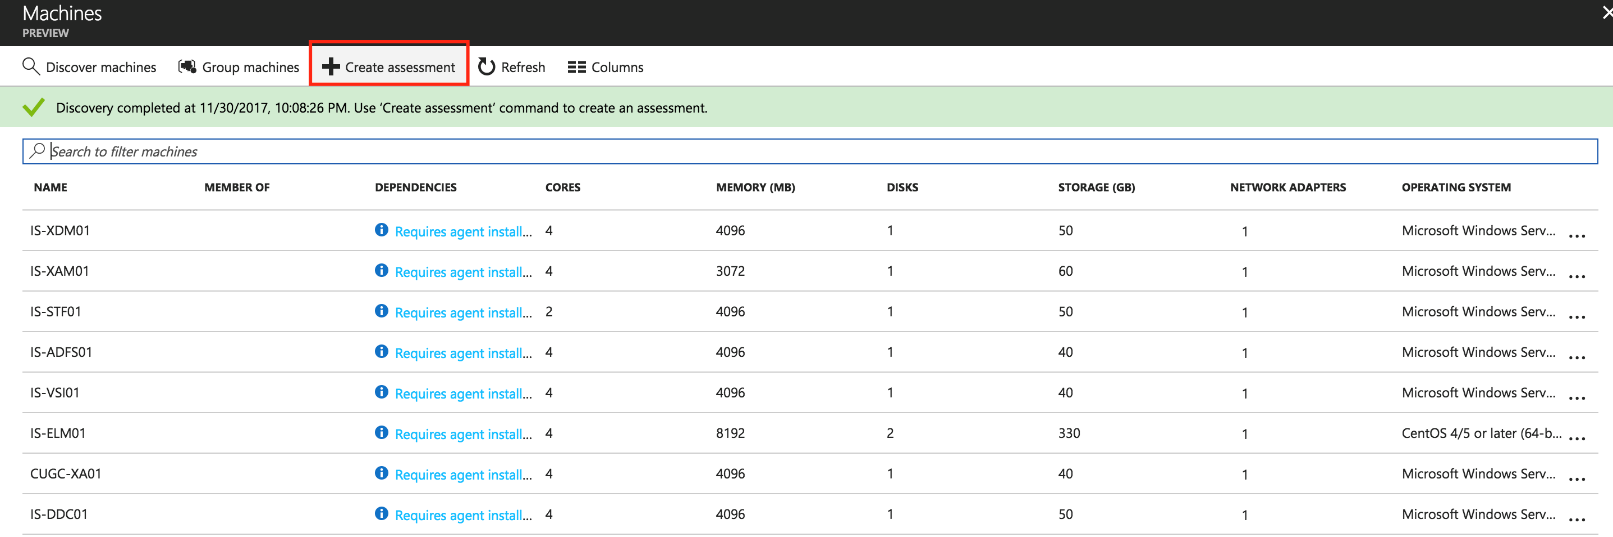 Machines
PREVIEW
Discover machines Group machines Create assessment Refresh Columns
Discovery completed at 11/30/2017, 10:08:26 PM. Use 'Create assessment' command to create an assessment.
Search to filter machines
NAME MEMBER OF DEPENDENCIES CORES MEMORY (MB) DISKS STORAGE (GB) NETWORK ADAPTERS OPERATING SYSTEM
IS-XDM01 Requires agent install... 4 4096 1 50 1 Microsoft Windows Serv... ...
IS-XAM01 Requires agent install... 4 3072 1 60 1 Microsoft Windows Serv... ...
IS-STF01 Requires agent install... 2 4096 1 50 1 Microsoft Windows Serv... ...
IS-ADFS01 Requires agent install... 4 4096 1 40 1 Microsoft Windows Serv... ...
IS-VSI01 Requires agent install... 4 4096 1 40 1 Microsoft Windows Serv... ...
IS-ELM01 Requires agent install... 4 8192 2 330 1 CentOS 4/5 or later (64-b... ...
CUGC-XA01 Requires agent install... 4 4096 1 40 1 Microsoft Windows Serv... ...
IS-DDC01 Requires agent install... 4 4096 1 50 1 Microsoft Windows Serv... ...